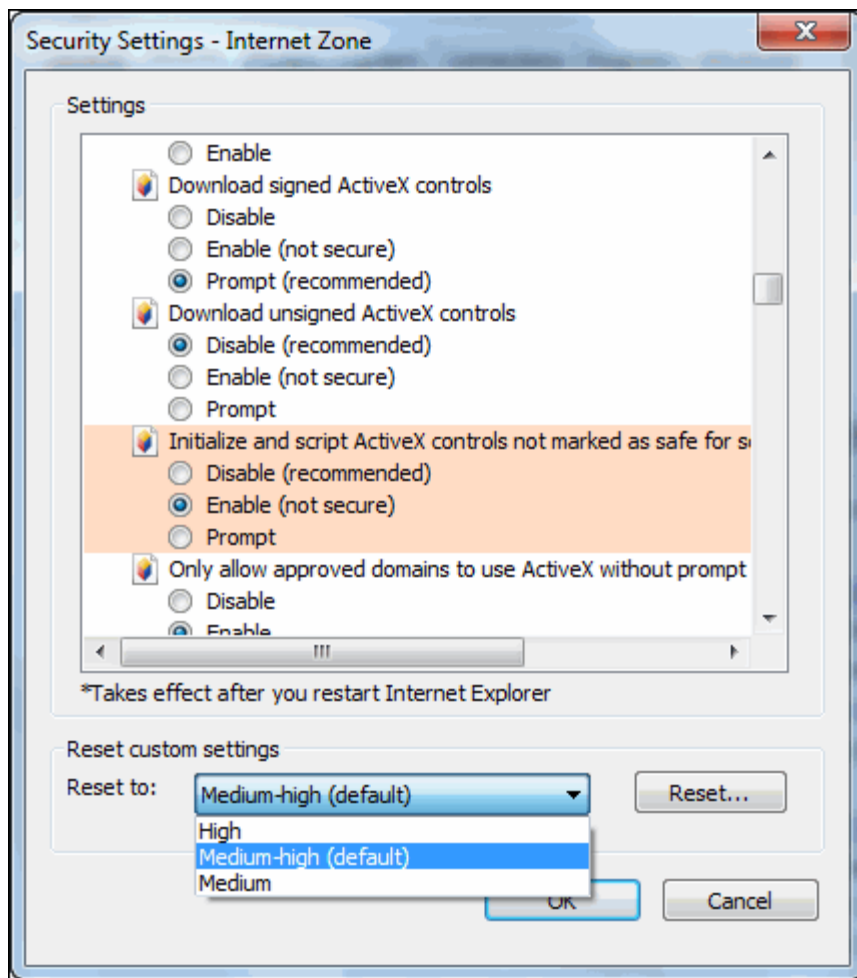 Security Settings - Internet Zone
Settings
Enable
Download signed ActiveX controls
Disable
Enable (not secure)
Prompt (recommended)
Download unsigned ActiveX controls
Disable (recommended)
Enable (not secure)
Prompt
Initialize and script ActiveX controls not marked as safe for
Disable (recommended)
Enable (not secure)
Prompt
Only allow approved domains to use ActiveX without prompt
Disable
Enable
*Takes effect after you restart Internet Explorer
Reset custom settings
Reset to: Medium-high (default) Reset...
High
Medium-high (default)
Medium
OK Cancel